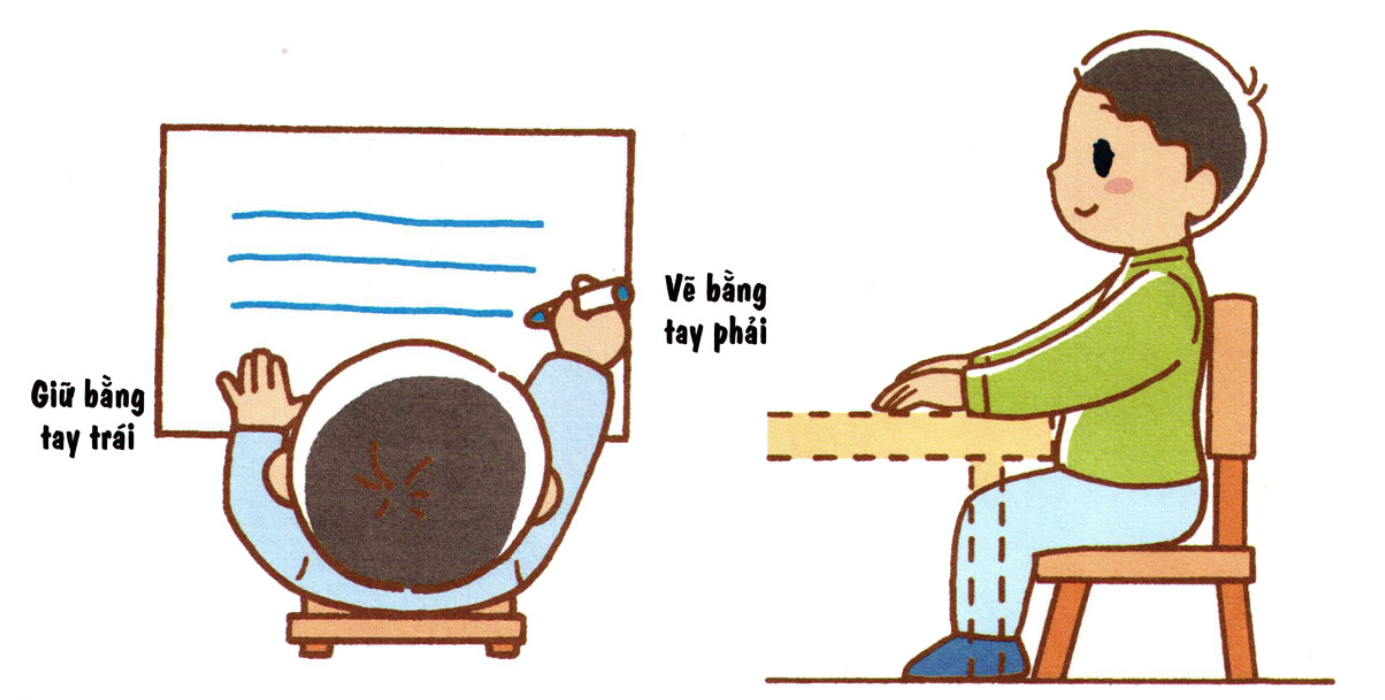 Giữ bằng
tay trái
Vẽ bằng
tay phải